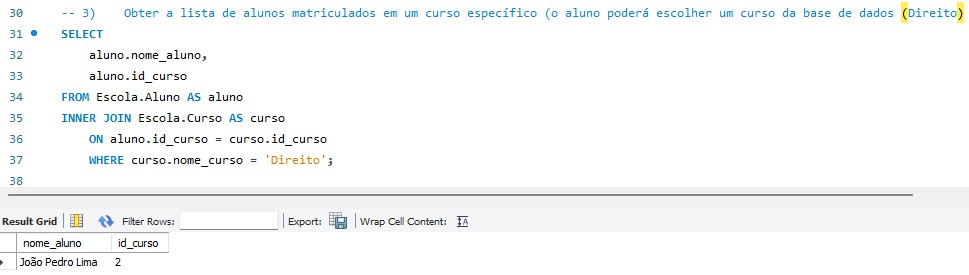 30 -- 3) Obter a lista de alunos matriculados em um curso específico (o aluno poderá escolher um curso da base de dados (Direito)
31 SELECT
32 aluno.nome_aluno,
33 aluno.id_curso
34 FROM Escola.Aluno AS aluno
35 INNER JOIN Escola.Curso AS curso
36 ON aluno.id_curso = curso.id_curso
37 WHERE curso.nome_curso = 'Direito';
38
Result Grid Filter Rows: Export: Wrap Cell Content: IA
nome_aluno id_curso
João Pedro Lima 2